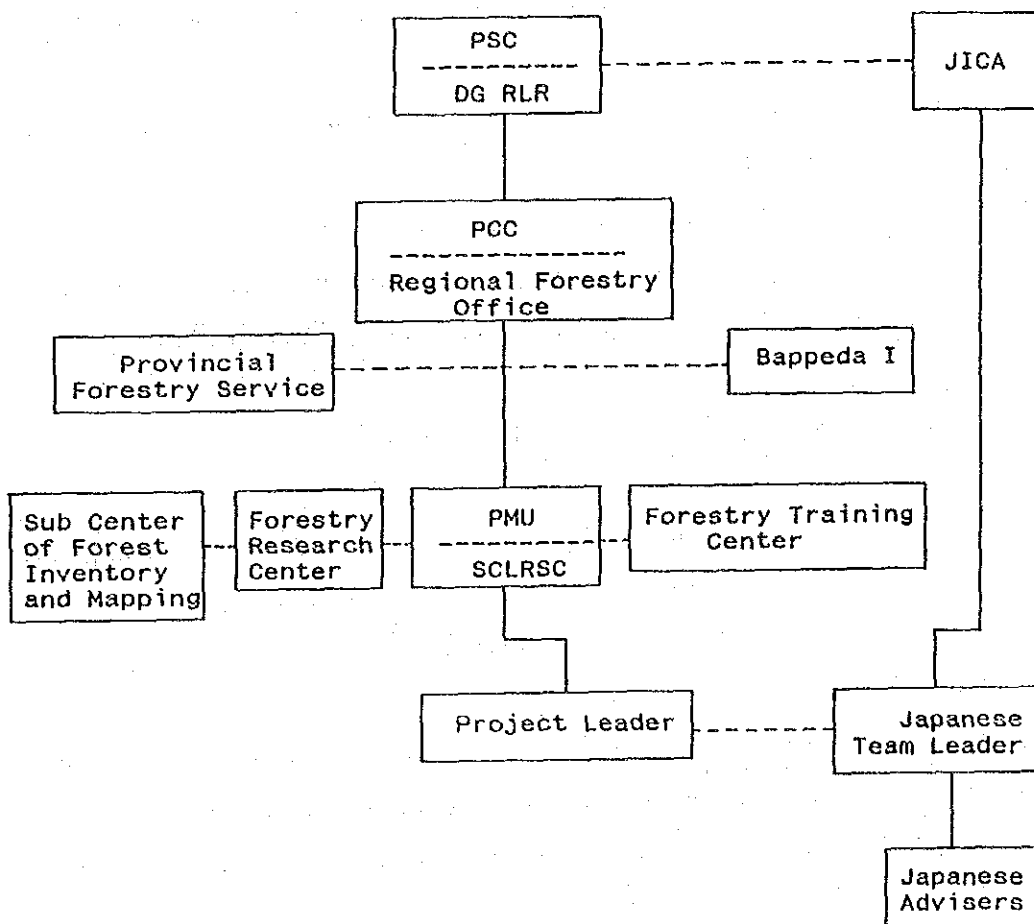 PSC
DG RLR
JICA
PCC
Regional Forestry
Office
Provincial
Forestry Service
Bappeda I
Sub Center
of Forest
Inventory
and Mapping
Forestry
Research
Center
PMU
SCLRSC
Forestry Training
Center
Project Leader
Japanese
Team Leader
Japanese
Advisers